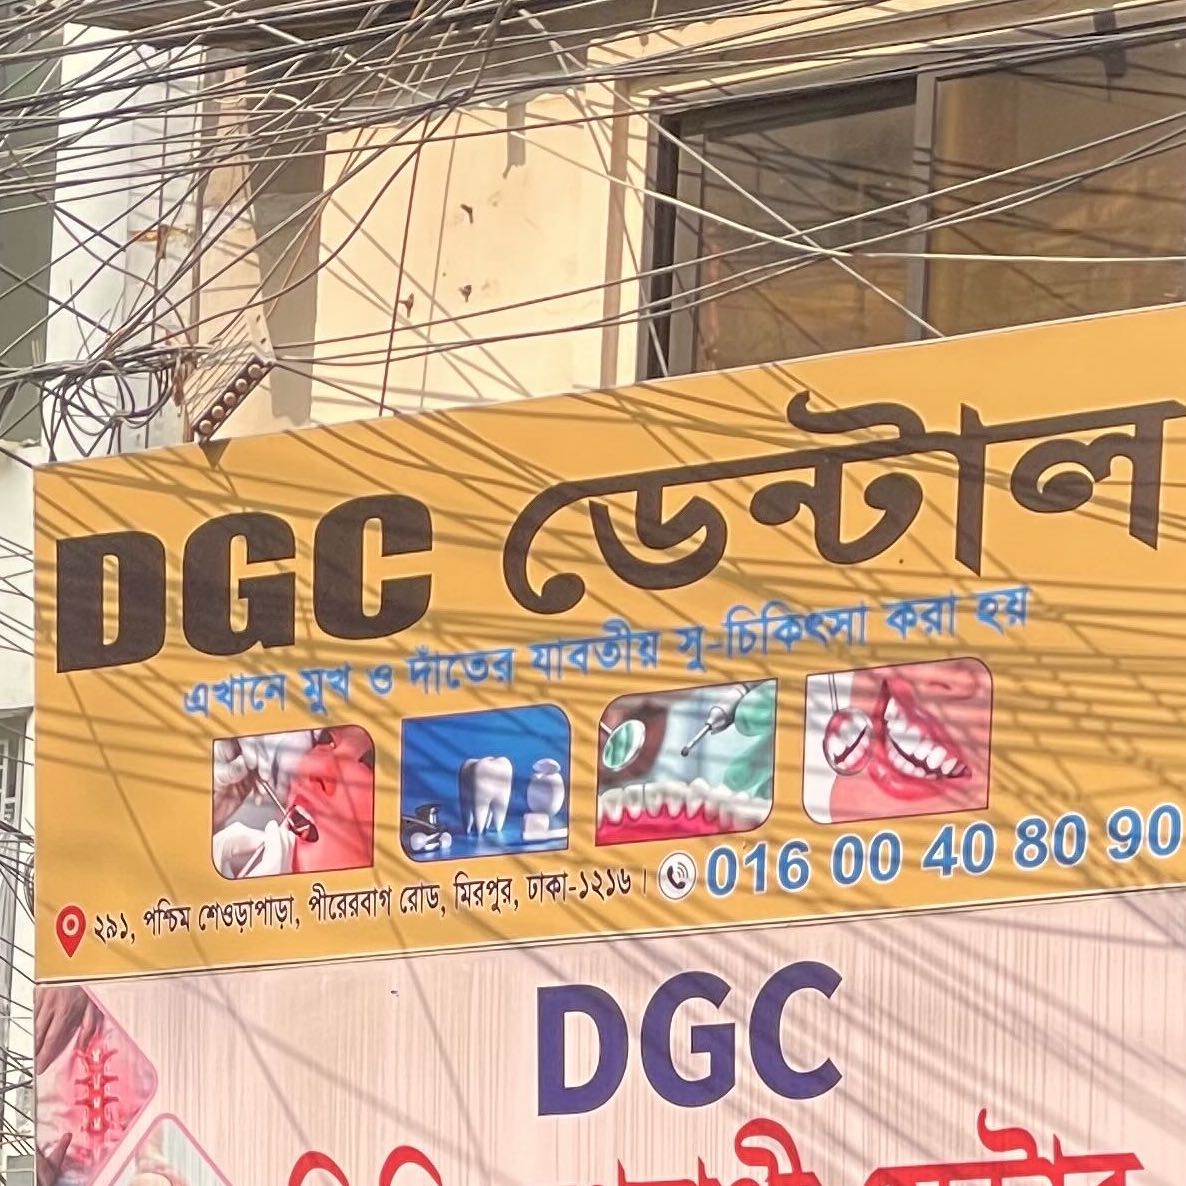 DGC ডেন্টাল
এখানে মুখ ও দাঁতের যাবতীয় সু-চিকিৎসা করা হয়
২৯১, পশ্চিম শেওড়াপাড়া, পীরেরবাগ রোড, মিরপুর, ঢাকা-১২১৬। 016 00 40 80 90
DGC